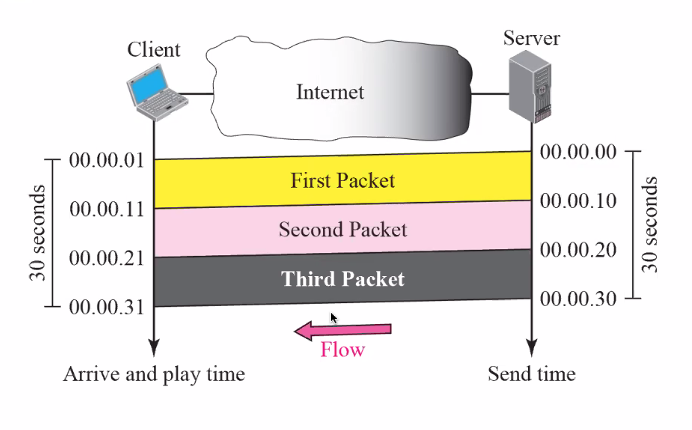 Client
Server
Internet
00.00.01
00.00.00
First Packet
00.00.11
00.00.10
Second Packet
00.00.21
00.00.20
Third Packet
00.00.31
00.00.30
30 seconds
30 seconds
Flow
Arrive and play time
Send time